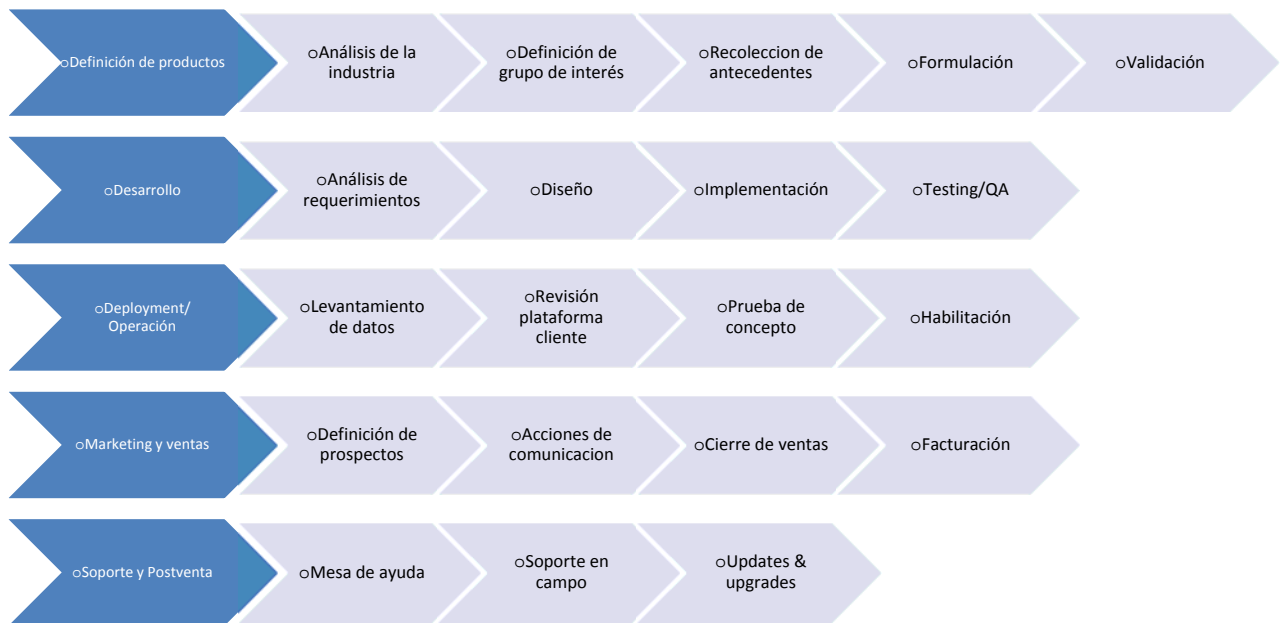 oDefinición de productos
oAnálisis de la
industria
oDefinición de
grupo de interés
oRecoleccion de
antecedentes
oFormulación
oValidación
oDesarrollo
oAnálisis de
requerimientos
oDiseño
oImplementación
oTesting/QA
oDeployment/
Operación
oLevantamiento
de datos
oRevisión
plataforma
cliente
oPrueba de
concepto
oHabilitación
oMarketing y ventas
oDefinición de
prospectos
oAcciones de
comunicacion
oCierre de ventas
oFacturación
oSoporte y Postventa
oMesa de ayuda
oSoporte en
campo
oUpdates &
upgrades